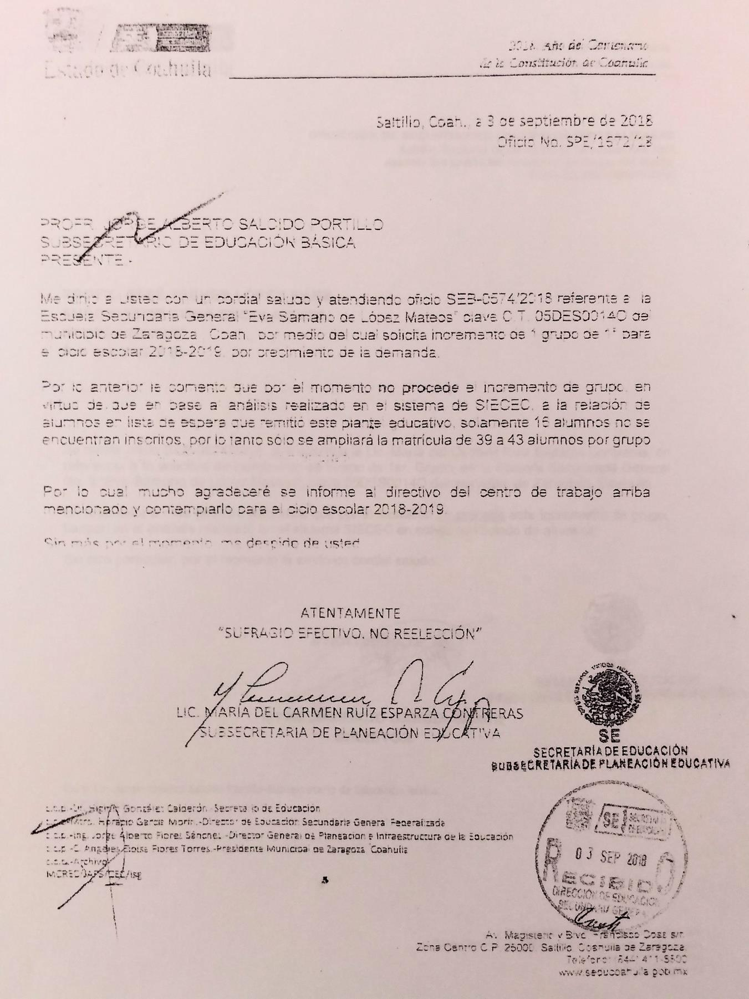 SE SECRETARÍA DE EDUCACIÓN
Estado de Coahuila
2018, Año del Centenario
de la Constitución de Coahuila
Saltillo, Coah., a 3 de septiembre de 2018
Oficio No. SPE/1672/18
PROFR. JORGE ALBERTO SALCIDO PORTILLO
SUBSECRETARIO DE EDUCACIÓN BÁSICA
PRESENTE.-
Me dirijo a Usted con un cordial saludo y atendiendo oficio SEB-0574/2018 referente a la
Escuela Secundaria General "Eva Sámano de López Mateos" clave C.T. 05DES0014O del
municipio de Zaragoza, Coah., por medio del cual solicita incremento de 1 grupo de 1° para
el ciclo escolar 2018-2019, por crecimiento de la demanda.
Por lo anterior le comento que por el momento no procede el incremento de grupo, en
virtud de que en base al análisis realizado en el sistema de SIECEC, a la relación de
alumnos en lista de espera que remitió este plantel educativo, solamente 16 alumnos no se
encuentran inscritos, por lo tanto sólo se ampliará la matrícula de 39 a 43 alumnos por grupo
Por lo cual mucho agradeceré se informe al directivo del centro de trabajo arriba
mencionado y contemplarlo para el ciclo escolar 2018-2019.
Sin más por el momento, me despido de usted.
ATENTAMENTE
"SUFRAGIO EFECTIVO. NO REELECCIÓN"
LIC. MARÍA DEL CARMEN RUÍZ ESPARZA CONTRERAS
SUBSECRETARIA DE PLANEACIÓN EDUCATIVA
ESTADOS UNIDOS MEXICANOS
SE
SECRETARÍA DE EDUCACIÓN
SUBSECRETARÍA DE PLANEACIÓN EDUCATIVA
c.c.p.-Dr. Higinio González Calderón.-Secretario de Educación
c.c.p.-Mtro. Horacio García Morin.-Director de Educación Secundaria General Federalizada
c.c.p.-Ing. Jorge Alberto Flores Sánchez.-Director General de Planeación e Infraestructura de la Educación
c.c.p.-C. Angeles Eloisa Flores Torres.-Presidente Municipal de Zaragoza, Coahuila
c.c.p.-Archivo
SE SECRETARÍA DE EDUCACIÓN
03 SEP 2018
RECIBIDO
DIRECCIÓN DE EDUCACIÓN
SECUNDARIA GENERAL
Av. Magisterio y Blvd. Francisco Coss s/n.
Zona Centro C.P. 25000, Saltillo, Coahuila de Zaragoza.
Teléfono: (844) 411-8800
www.seducoahuila.gob.mx